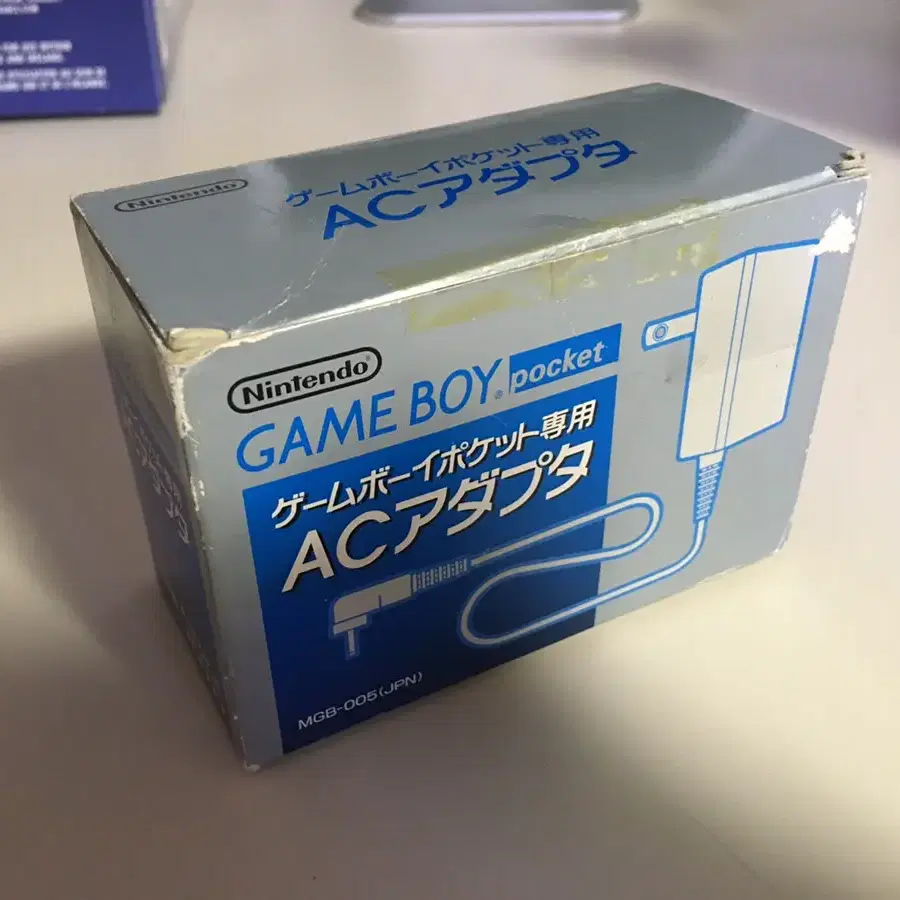 Nintendo
ゲームボーイポケット専用
ACアダプタ
Nintendo
GAME BOY pocket
ゲームボーイポケット専用
ACアダプタ
MGB-005(JPN)